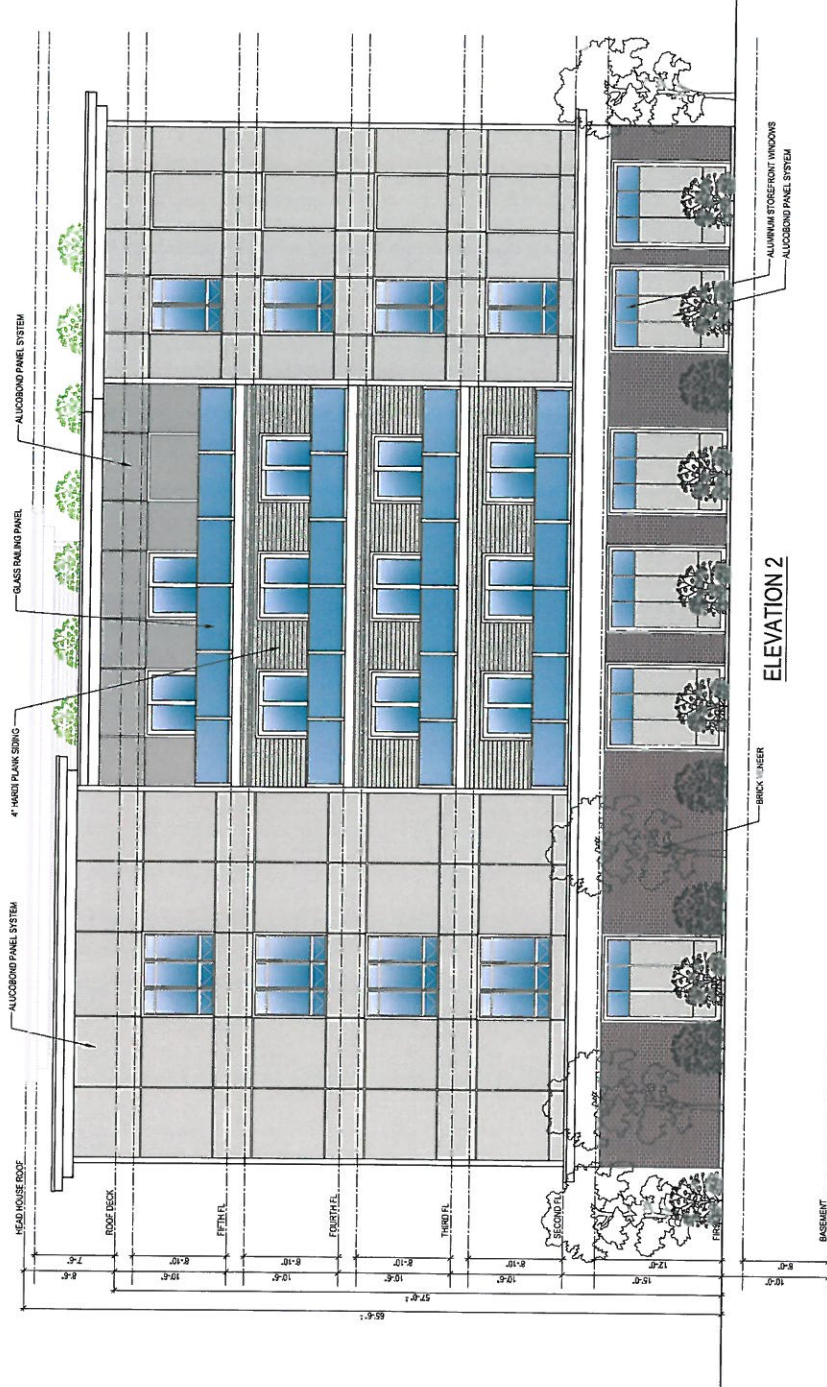 ALUCOBOND PANEL SYSTEM
4" HARDI PLANK SIDING
GLASS RAILING PANEL
ALUCOBOND PANEL SYSTEM
HEAD HOUSE ROOF
ROOF DECK
FIFTH FL
FOURTH FL
THIRD FL
SECOND FL
BASEMENT
7'-6"
8'-6"
8'-10"
10'-6"
8'-10"
10'-6"
8'-10"
10'-6"
8'-10"
10'-6"
12'-0"
15'-0"
57'-0"±
65'-6"±
8'-0"
10'-0"
BRICK VENEER
ALUMINUM STOREFRONT WINDOWS
ALUCOBOND PANEL SYSTEM
ELEVATION 2